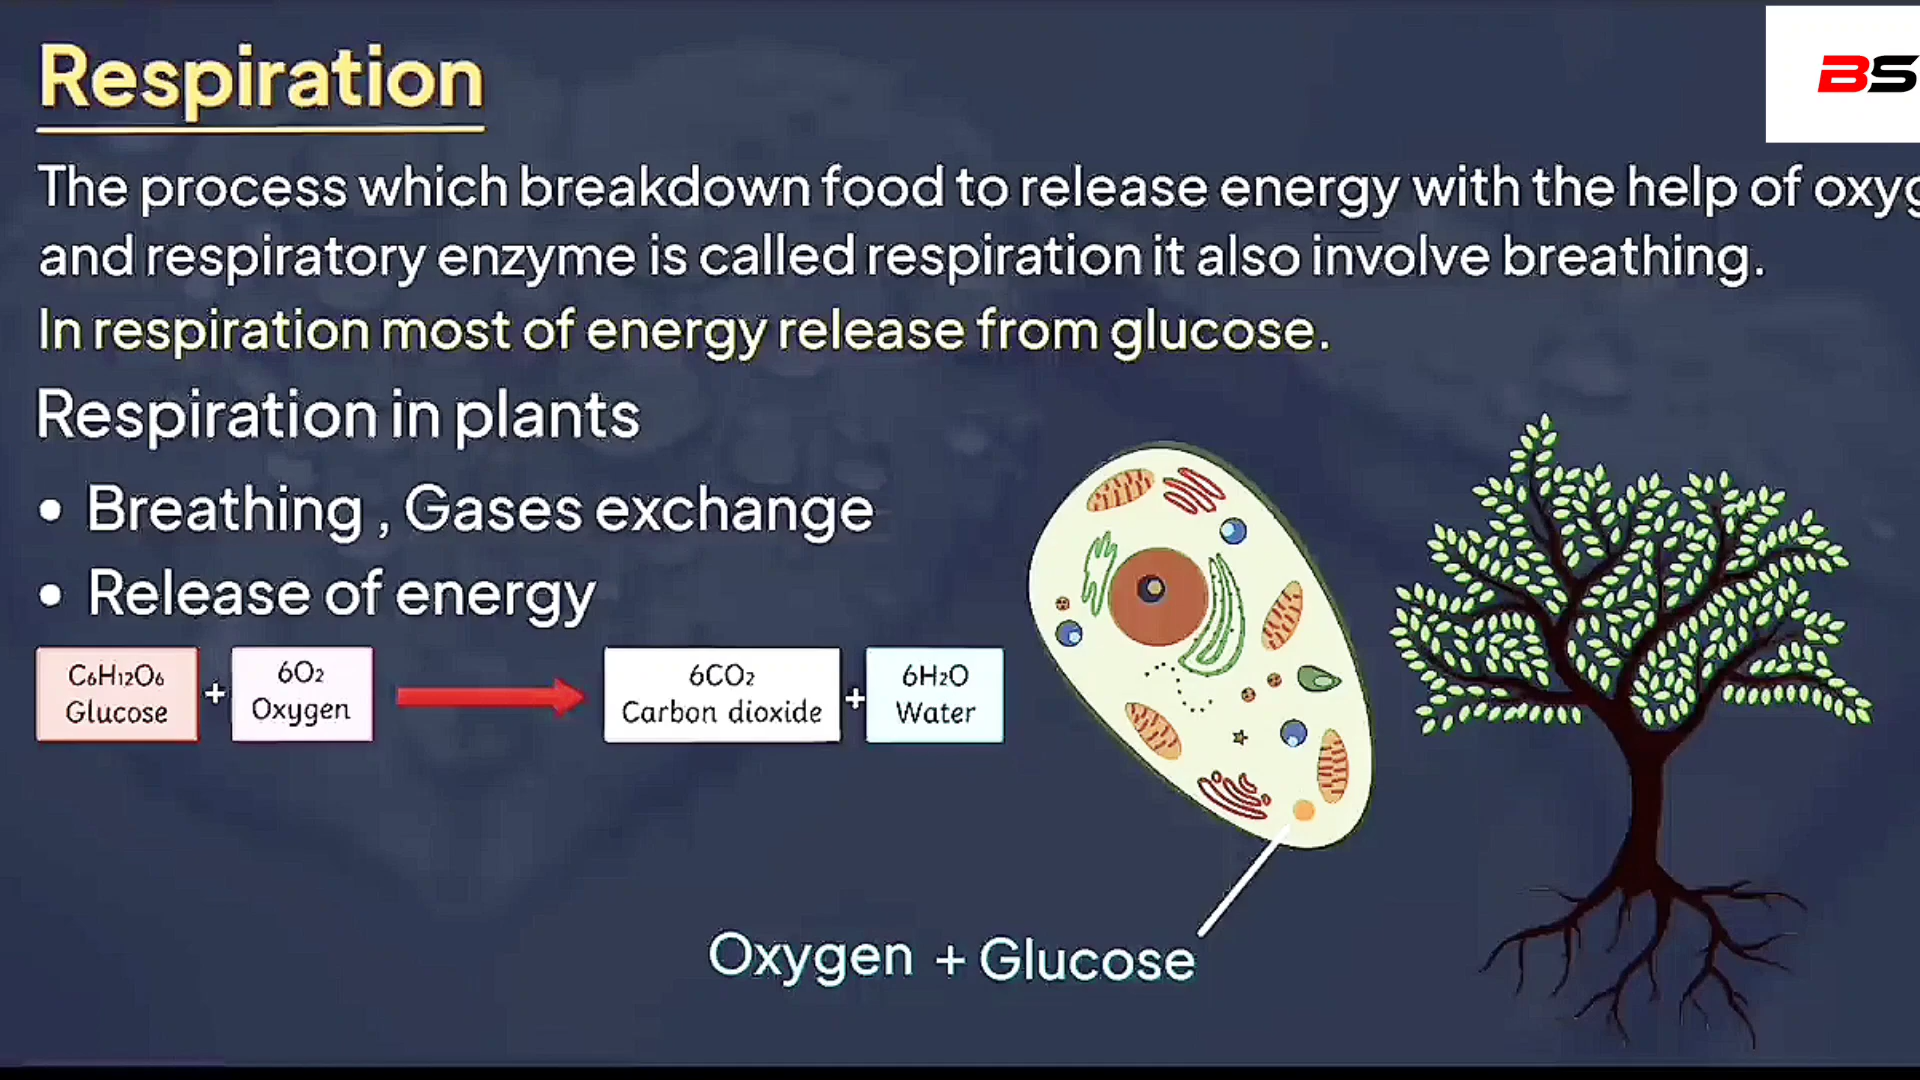 Respiration
BS
The process which breakdown food to release energy with the help of
and respiratory enzyme is called respiration it also involve breathing.
In respiration most of energy release from glucose.
Respiration in plants
• Breathing , Gases exchange
• Release of energy
C₆H₁₂O₆ + 6O₂ 6CO₂ + 6H₂O
Glucose Oxygen Carbon dioxide Water
Oxygen + Glucose